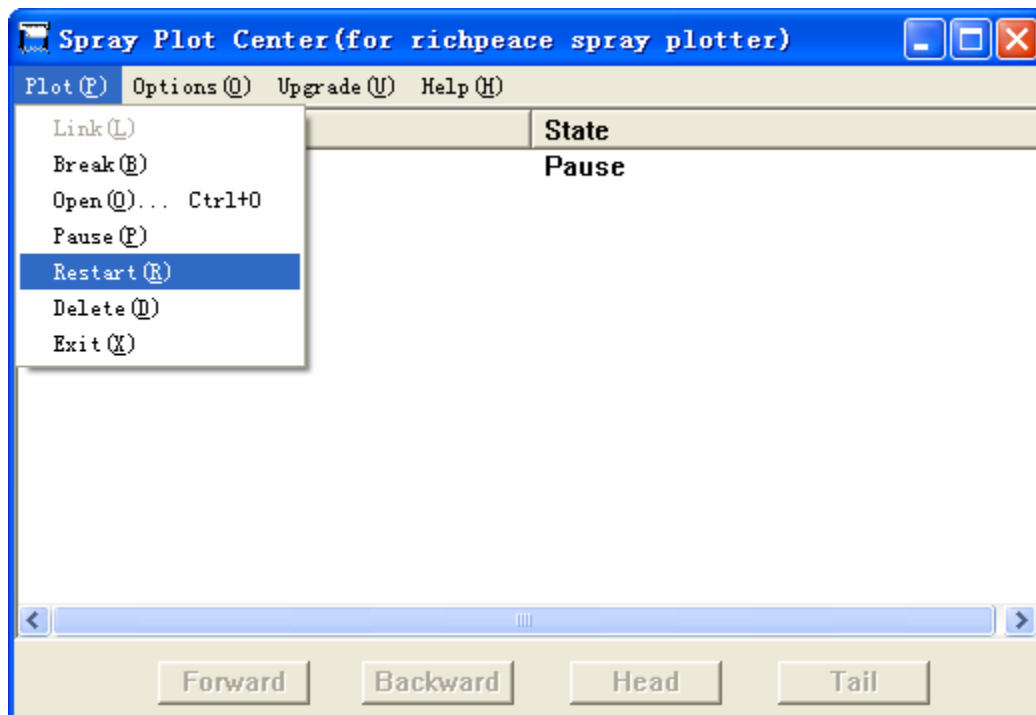 Spray Plot Center(for richpeace spray plotter)
Plot(P) Options(O) Upgrade(U) Help(H)
Link(L)
State
Break(B)
Pause
Open(O)... Ctrl+O
Pause(P)
Restart(R)
Delete(D)
Exit(X)
Forward Backward Head Tail